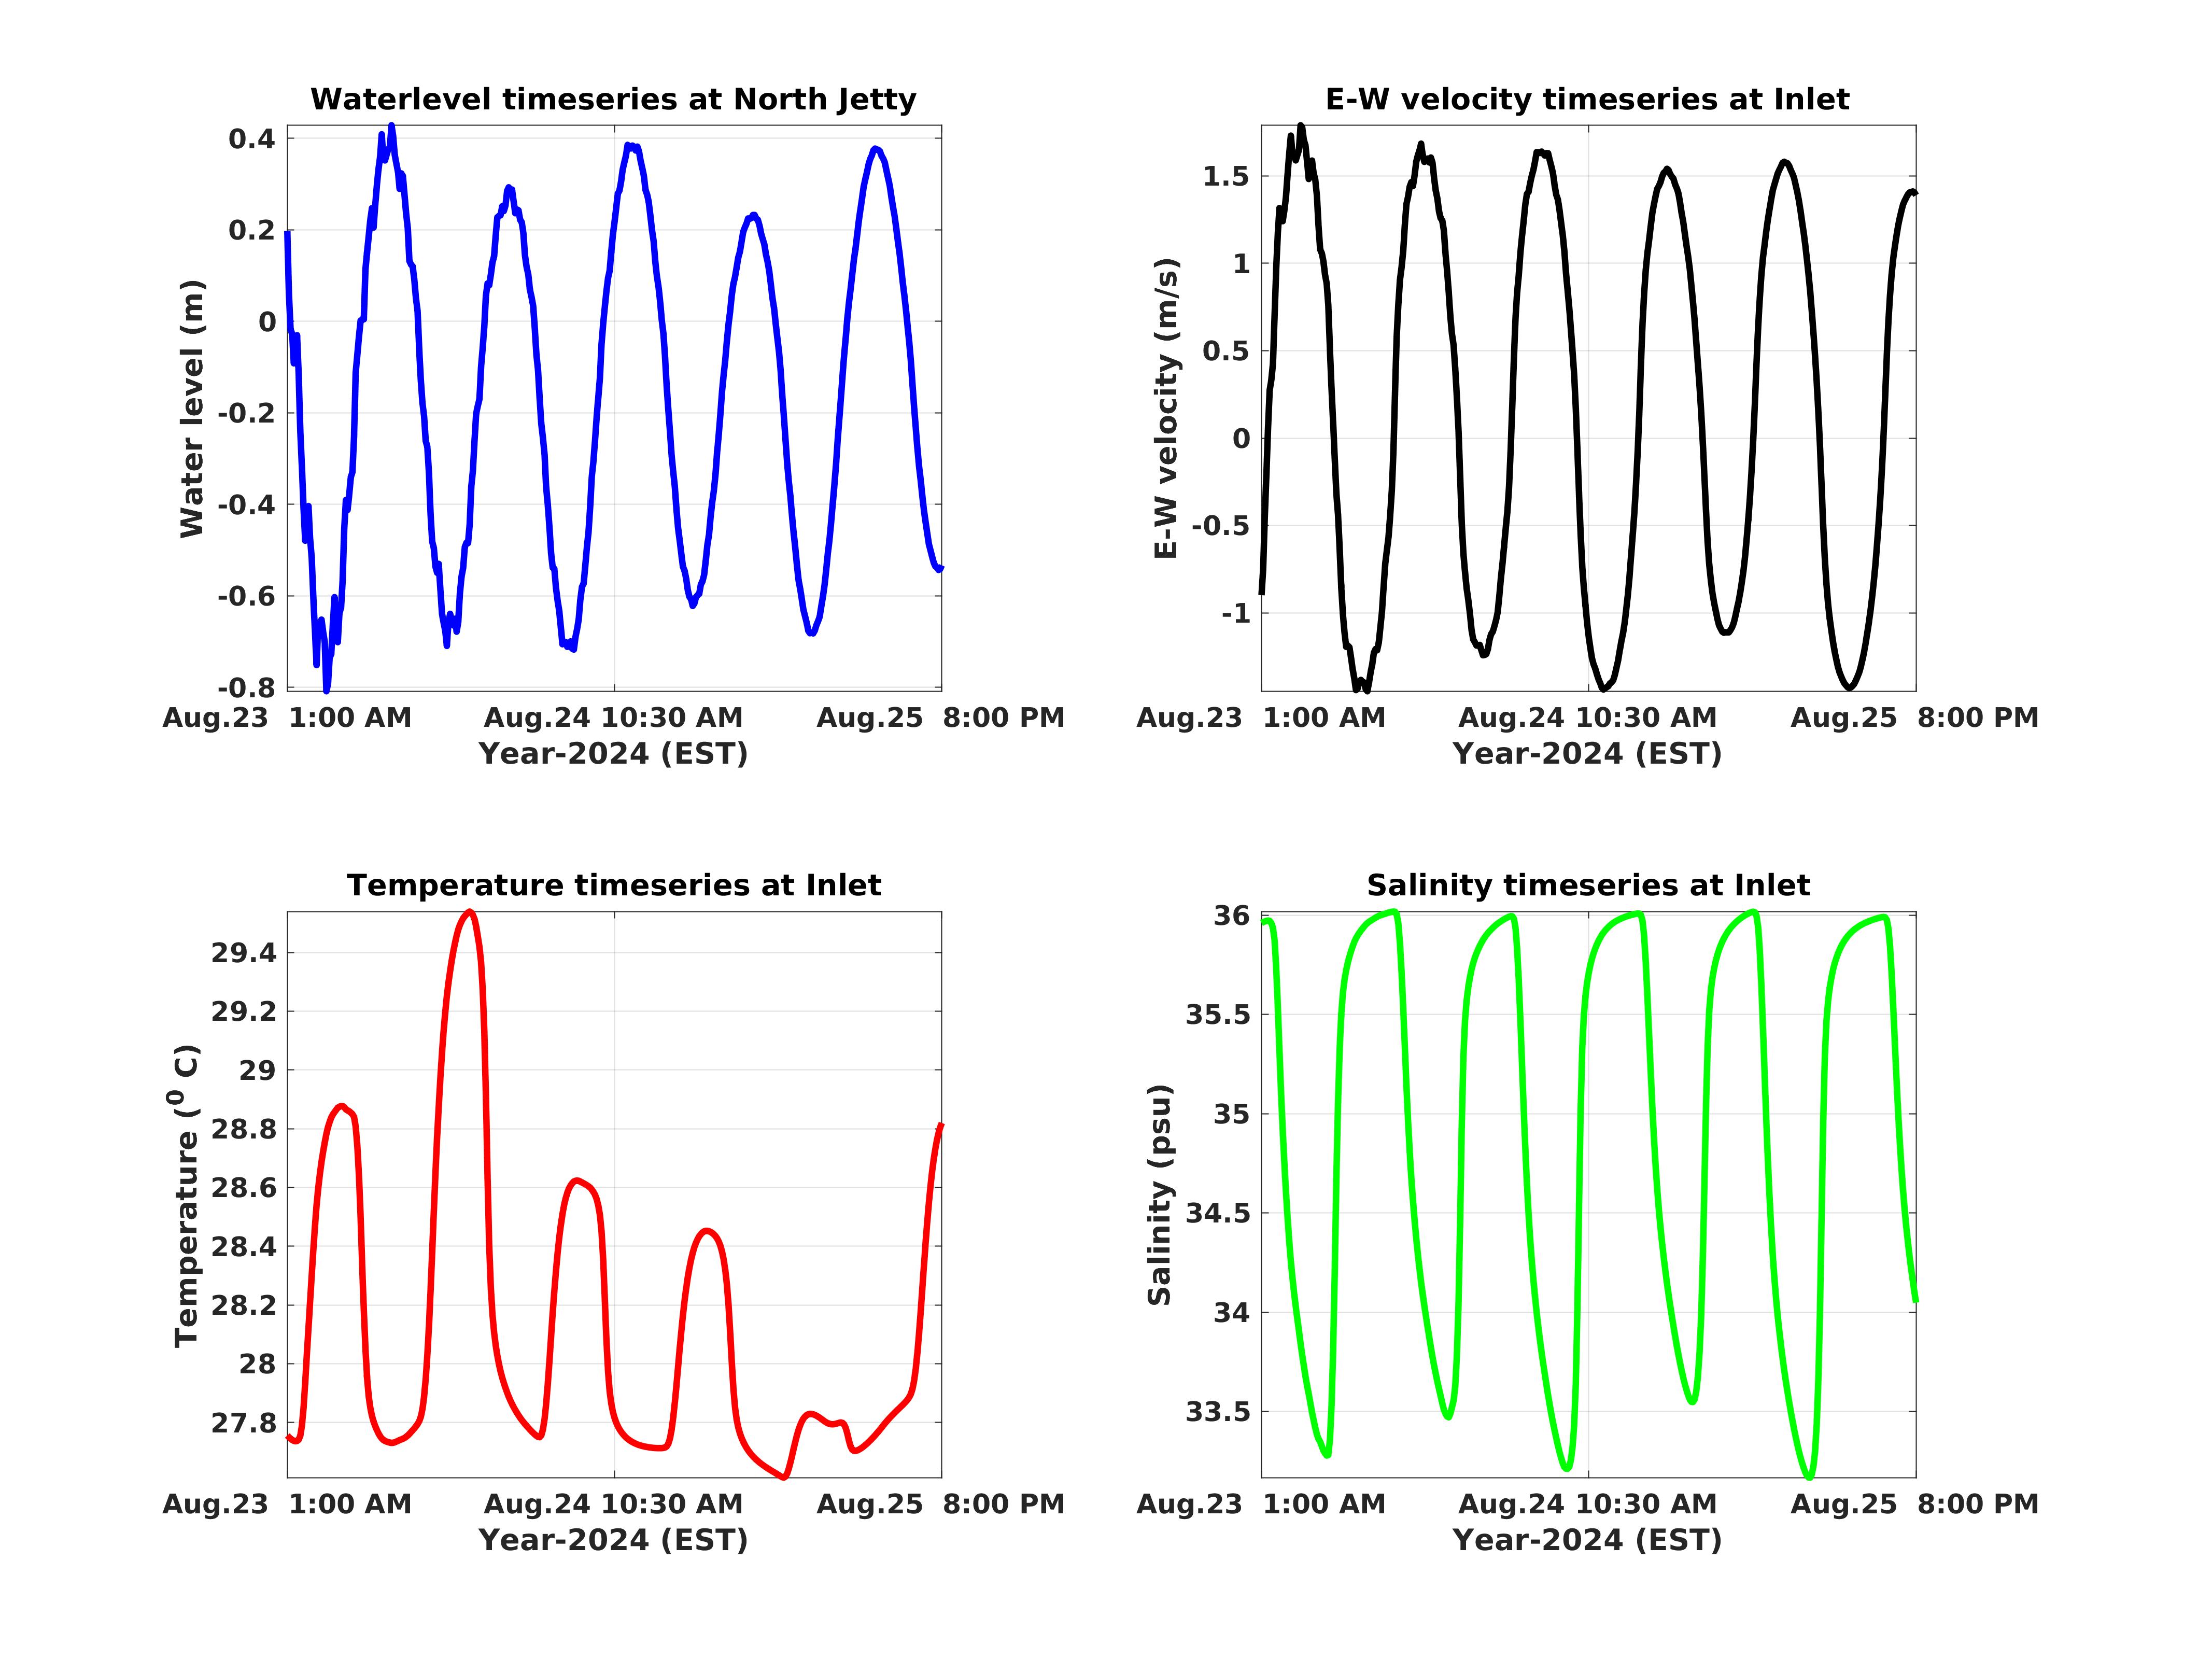 Waterlevel timeseries at North Jetty
Water level (m)
0.4
0.2
0
-0.2
-0.4
-0.6
-0.8
Aug.23 1:00 AM Aug.24 10:30 AM Aug.25 8:00 PM
Year-2024 (EST)
E-W velocity timeseries at Inlet
E-W velocity (m/s)
1.5
1
0.5
0
-0.5
-1
Aug.23 1:00 AM Aug.24 10:30 AM Aug.25 8:00 PM
Year-2024 (EST)
Temperature timeseries at Inlet
Temperature (⁰ C)
29.4
29.2
29
28.8
28.6
28.4
28.2
28
27.8
Aug.23 1:00 AM Aug.24 10:30 AM Aug.25 8:00 PM
Year-2024 (EST)
Salinity timeseries at Inlet
Salinity (psu)
36
35.5
35
34.5
34
33.5
Aug.23 1:00 AM Aug.24 10:30 AM Aug.25 8:00 PM
Year-2024 (EST)